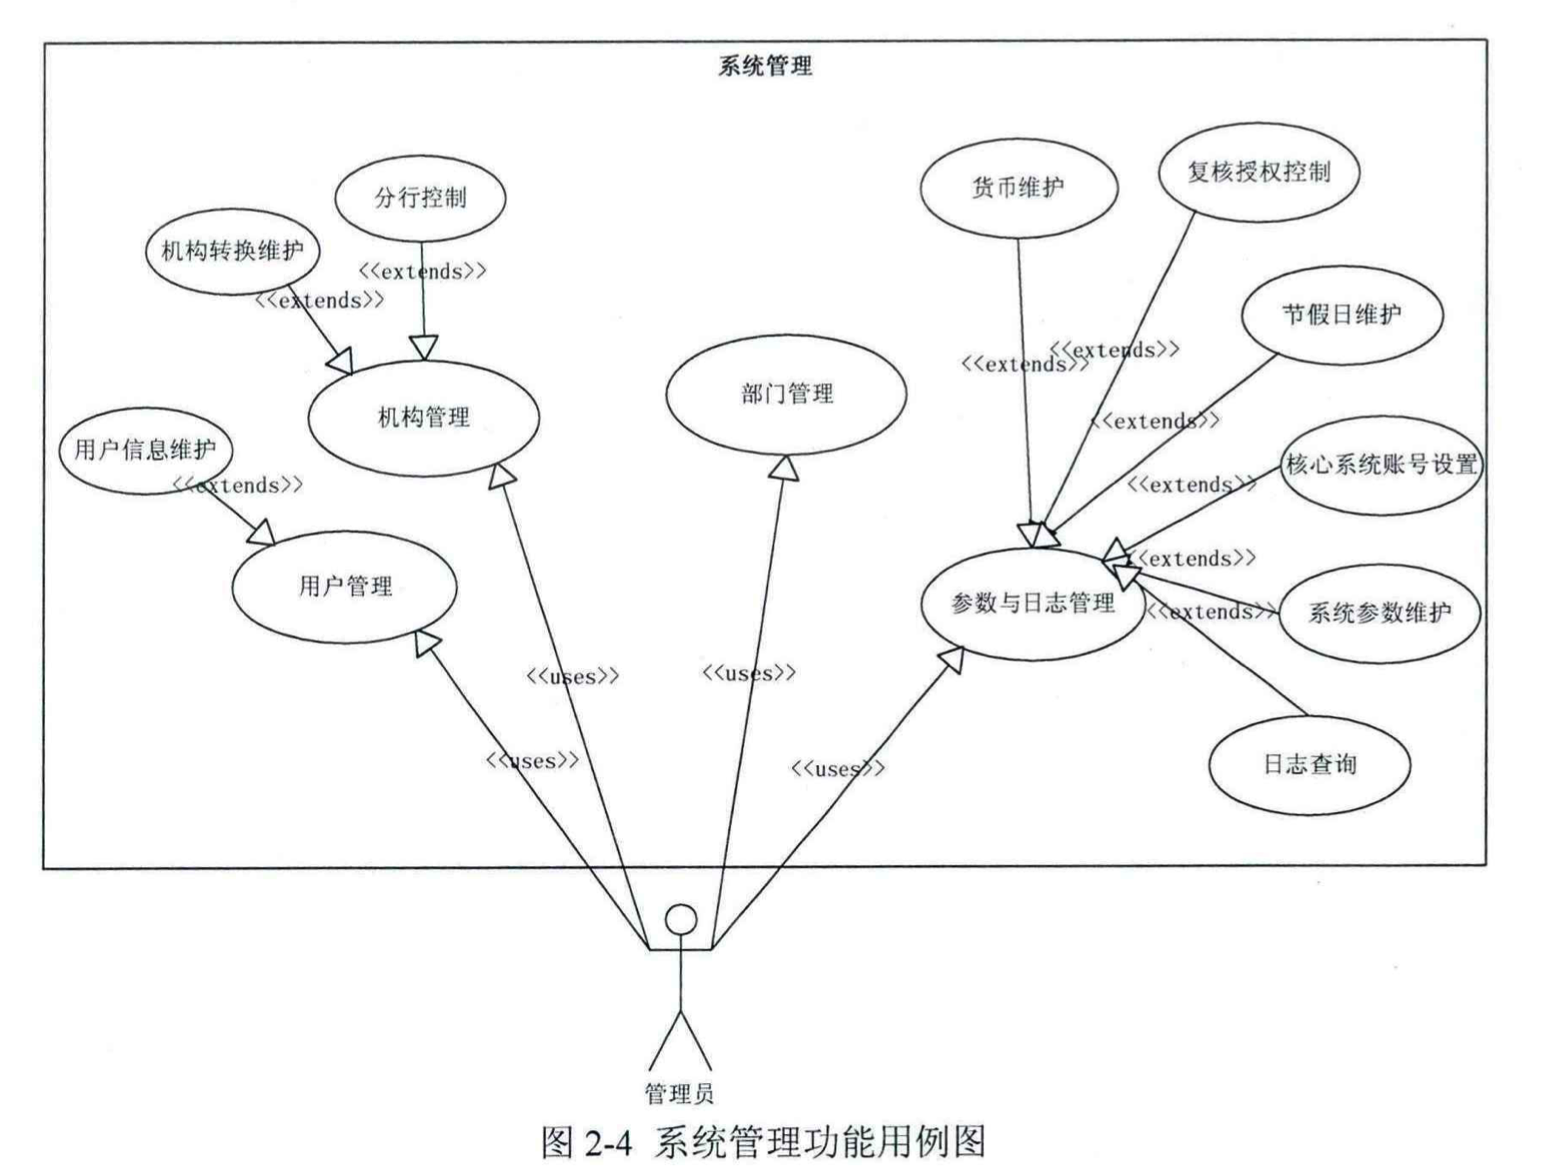 系统管理
复核授权控制
货币维护
分行控制
机构转换维护
<<extends>>
<<extends>>
节假日维护
<<extends>>
<<extends>>
部门管理
机构管理
<<extends>>
用户信息维护
<<extends>>
核心系统账号设置
<<extends>>
<<extends>>
用户管理
参数与日志管理
<<extends>>
系统参数维护
<<uses>>
<<uses>>
<<uses>>
<<uses>>
日志查询
管理员
图 2-4 系统管理功能用例图